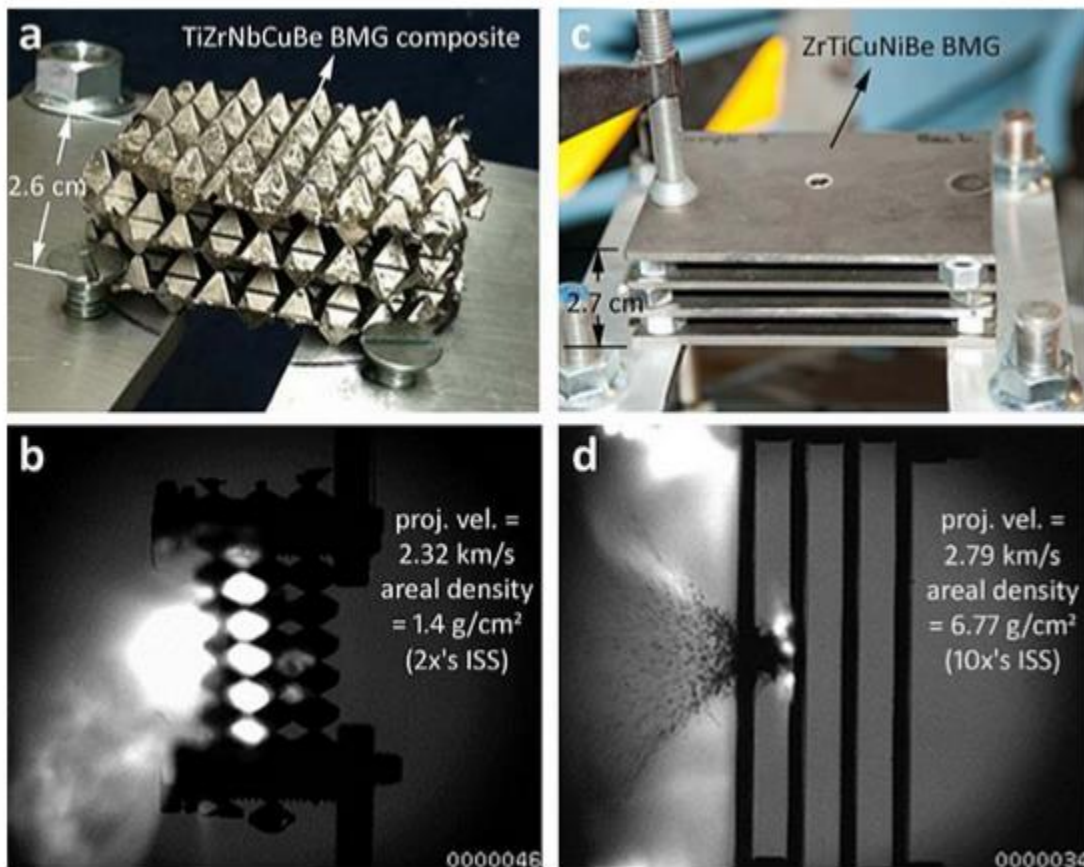 a
TiZrNbCuBe BMG composite
2.6 cm
c
ZrTiCuNiBe BMG
2.7 cm
b
proj. vel. =
2.32 km/s
areal density
= 1.4 g/cm²
(2x's ISS)
0000046
d
proj. vel. =
2.79 km/s
areal density
= 6.77 g/cm²
(10x's ISS)